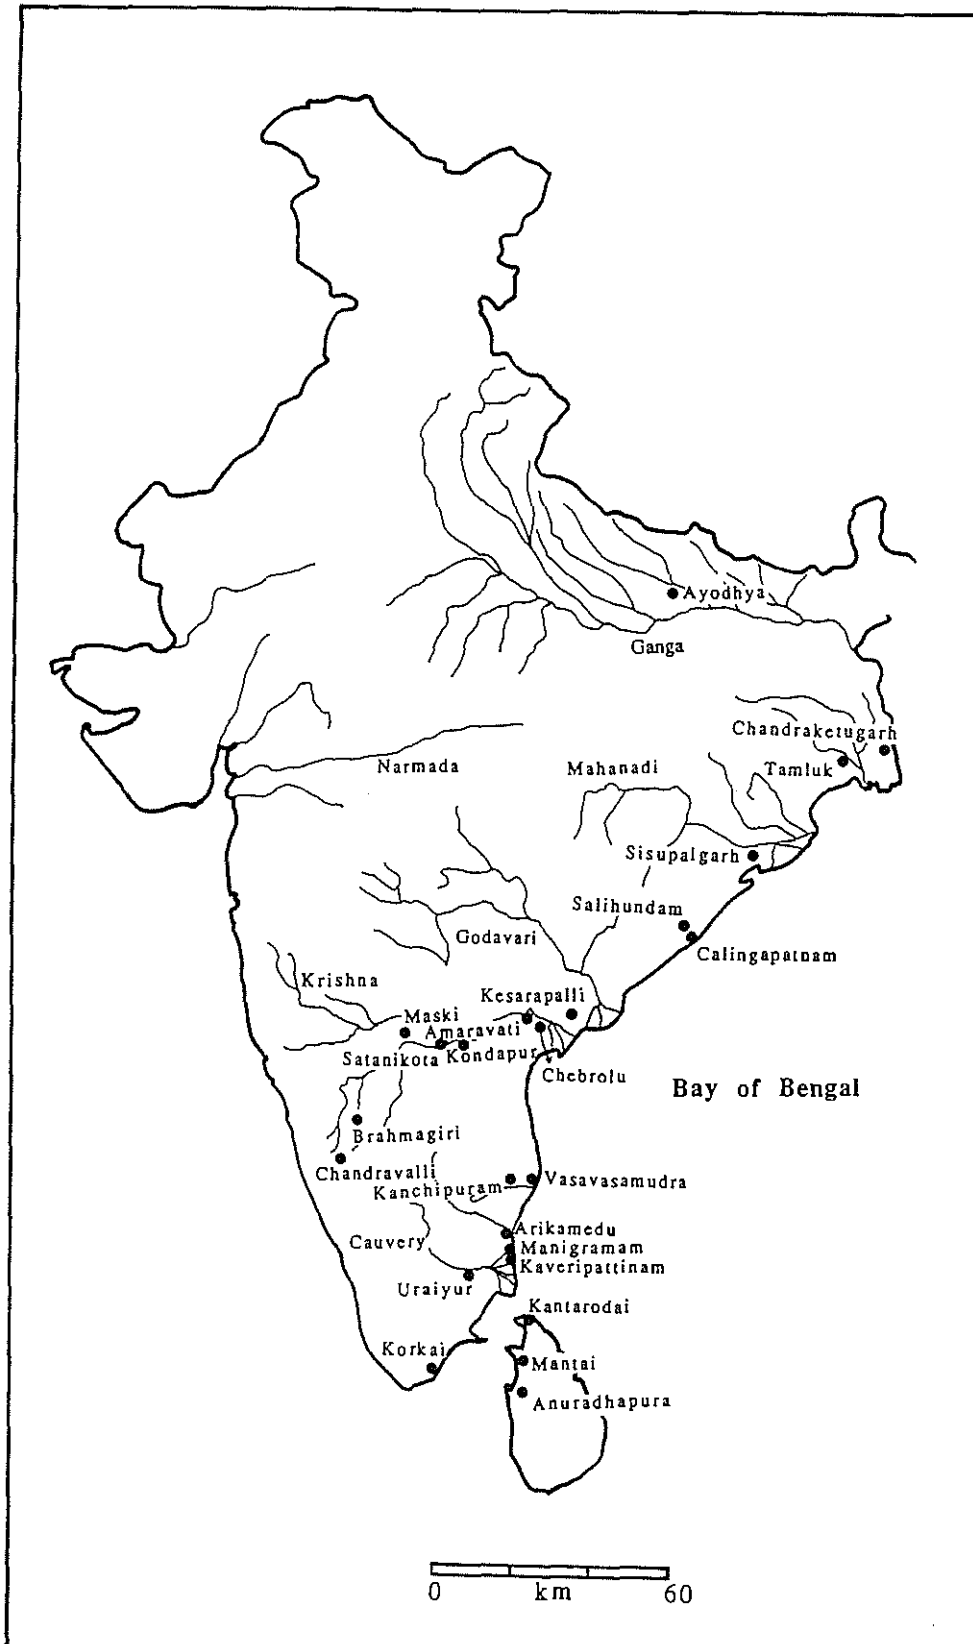 Ayodhya
Ganga
Chandraketugarh
Narmada
Mahanadi
Tamluk
Sisupalgarh
Salihundam
Godavari
Calingapatnam
Krishna
Kesarapalli
Maski
Amaravati
Satanikota
Kondapur
Chebrolu
Bay of Bengal
Brahmagiri
Chandravalli
Kanchipuram
Vasavasamudra
Arikamedu
Cauvery
Manigramam
Kaveripattinam
Uraiyur
Kantarodai
Korkai
Mantai
Anuradhapura
0 km 60